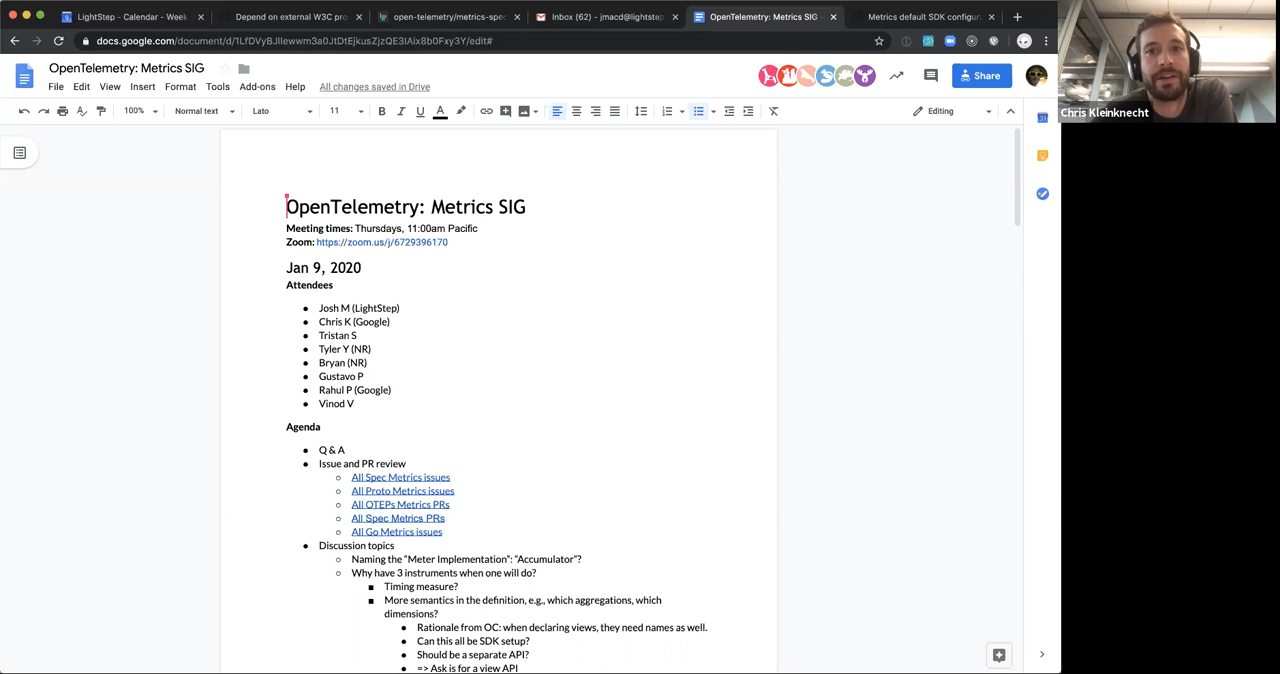 LightStep - Calendar - Week
Depend on external W3C pro
open-telemetry/metrics-spec
Inbox (62) - jmacd@lightstep
OpenTelemetry: Metrics SIG -
Metrics default SDK configur
docs.google.com/document/d/1LfDVyBJlIewwm3a0JtDtEjkusZjzQE3IAix8b0Fxy3Y/edit#
OpenTelemetry: Metrics SIG
File Edit View Insert Format Tools Add-ons Help All changes saved in Drive
Share
100% Normal text Lato 11 B I U A Editing
Chris Kleinknecht
OpenTelemetry: Metrics SIG
Meeting times: Thursdays, 11:00am Pacific
Zoom: https://zoom.us/j/6729396170
Jan 9, 2020
Attendees
Josh M (LightStep)
Chris K (Google)
Tristan S
Tyler Y (NR)
Bryan (NR)
Gustavo P
Rahul P (Google)
Vinod V
Agenda
Q & A
Issue and PR review
All Spec Metrics issues
All Proto Metrics issues
All OTEPs Metrics PRs
All Spec Metrics PRs
All Go Metrics issues
Discussion topics
Naming the "Meter Implementation": "Accumulator"?
Why have 3 instruments when one will do?
Timing measure?
More semantics in the definition, e.g., which aggregations, which
dimensions?
Rationale from OC: when declaring views, they need names as well.
Can this all be SDK setup?
Should be a separate API?
=> Ask is for a view API